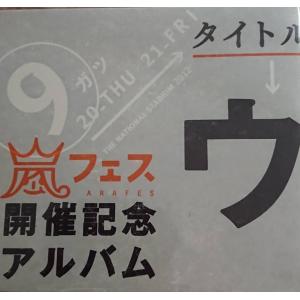 9ガツ
20-THU 21-FRI
THE NATIONAL STADIUM 2012
嵐フェス
ARAFES
開催記念
アルバム
タイトル
ウ